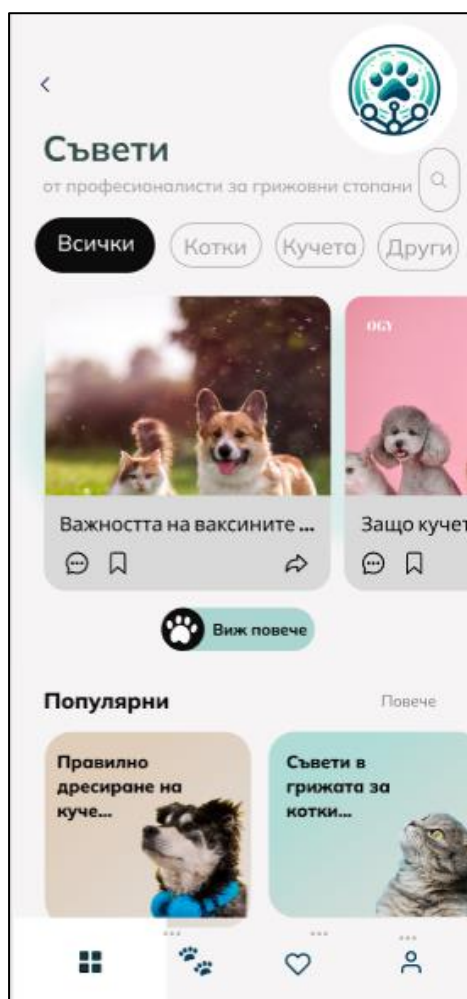 Съвети
от професионалисти за грижовни стопани
Всички
Котки
Кучета
Други
OGY
Важността на ваксините ...
Защо кучет
Виж повече
Популярни
Повече
Правилно
дресиране на
куче...
Съвети в
грижата за
котки...